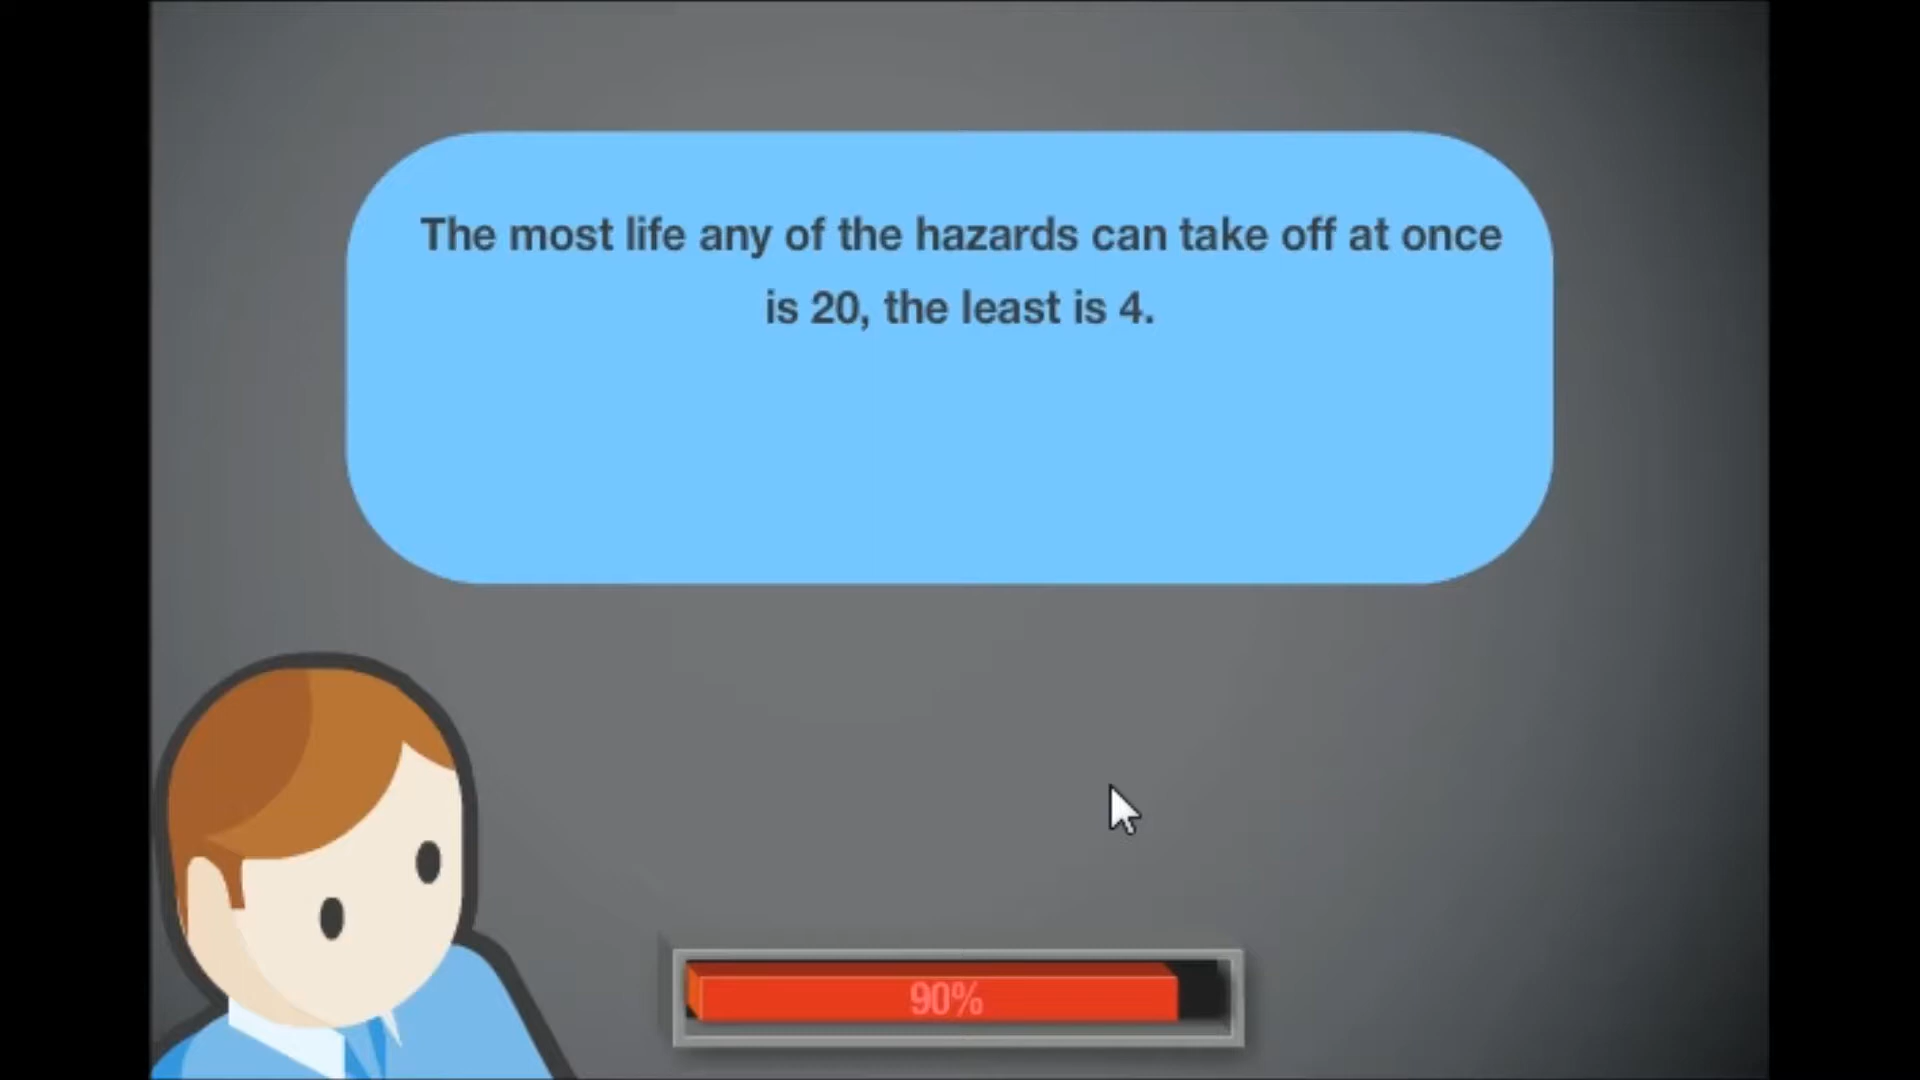 The most life any of the hazards can take off at once
is 20, the least is 4.
90%